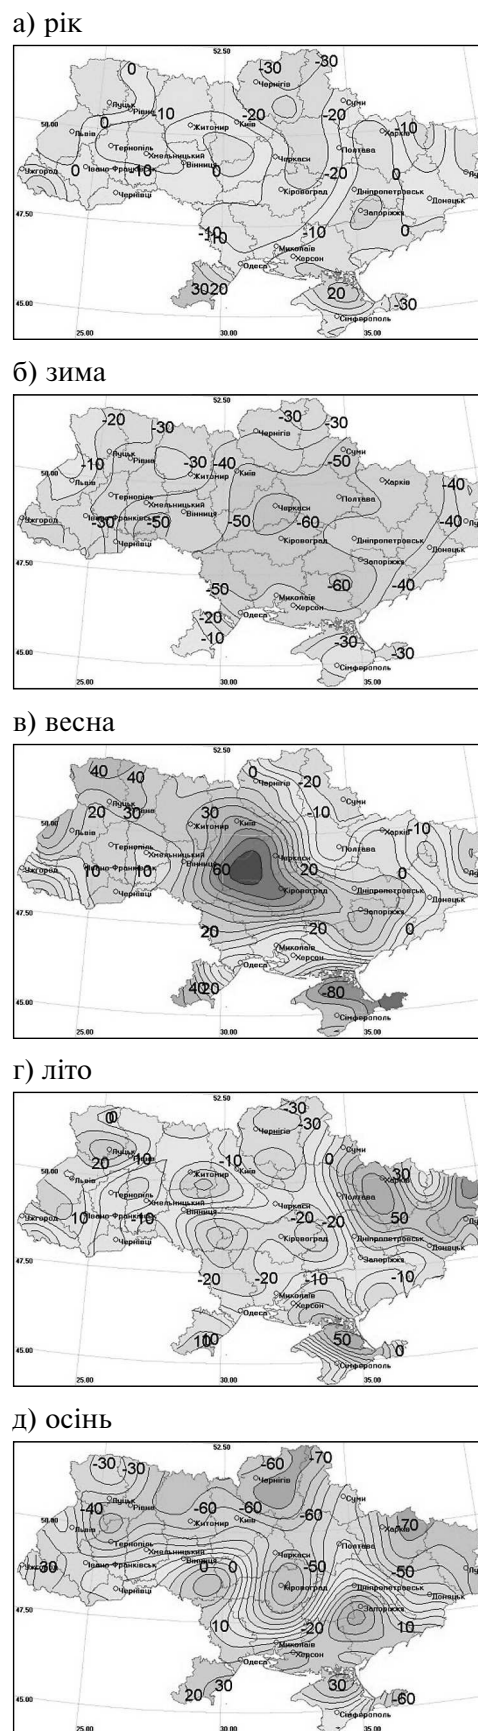 а) рік
52.50
0 -30 -30
Чернігів
Луцьк Суми
Рівне -10 -20 -20
50.00 0 Київ Харків -10
Львів Житомир
Тернопіль Полтава
Хмельницький Черкаси
Ужгород 0 Івано-Франківськ -10 Вінниця 0 -20 0
Чернівці Кіровоград Дніпропетровськ
Донецьк
47.50 Запоріжжя
-10 -10 -10 0
Миколаїв
Одеса Херсон
30 20 20
45.00 -30
Сімферополь
25.00 30.00 35.00
б) зима
52.50
-20 -30 -30 -30
Чернігів
Луцьк Суми
Рівне -30 -40 -50
50.00 -10 Київ Харків
Львів Житомир -40
Тернопіль Полтава
Хмельницький Черкаси
Ужгород -30 -50 Вінниця -50 -60 -40
Чернівці Кіровоград Дніпропетровськ
Донецьк
47.50 Запоріжжя
-50 -60 -40
Миколаїв
-20 Одеса Херсон
-10 -30 -30
45.00
Сімферополь
25.00 30.00 35.00
в) весна
52.50
40 40 0 -20
Чернігів
Луцьк Суми
20 30 30 -10
50.00 Київ Харків -10
Львів Житомир
Тернопіль Полтава
Хмельницький Черкаси
Ужгород 10 Івано-Франківськ 10 60 20 0
Чернівці Кіровоград Дніпропетровськ
Донецьк
47.50 Запоріжжя
20 -20 0
Миколаїв
Одеса Херсон
40 20 -80
45.00
Сімферополь
25.00 30.00 35.00
г) літо
52.50
0 -30 -30
Чернігів
Луцьк Суми
20 -10 -10 0
50.00 Київ Харків 30
Львів Житомир
Тернопіль Полтава
Хмельницький Черкаси
Ужгород 10 Івано-Франківськ -10 Вінниця -20 -20 50
Чернівці Кіровоград Дніпропетровськ
Донецьк
47.50 Запоріжжя
-20 -20 -10 -10
Миколаїв
Одеса Херсон
10 50 0
45.00
Сімферополь
25.00 30.00 35.00
д) осінь
52.50
-30 -30 -60 -70
Чернігів
Луцьк Суми
-40 Рівне -60 -60 -60 -70
50.00 Київ Харків
Львів Житомир
Тернопіль Полтава
Хмельницький Черкаси
-30 Івано-Франківськ Вінниця 0 0 -50 -50
Чернівці Кіровоград Дніпропетровськ
Донецьк
47.50 Запоріжжя
10 -20 10
Миколаїв
Одеса Херсон
20 30 30 -60
45.00
Сімферополь
25.00 30.00 35.00